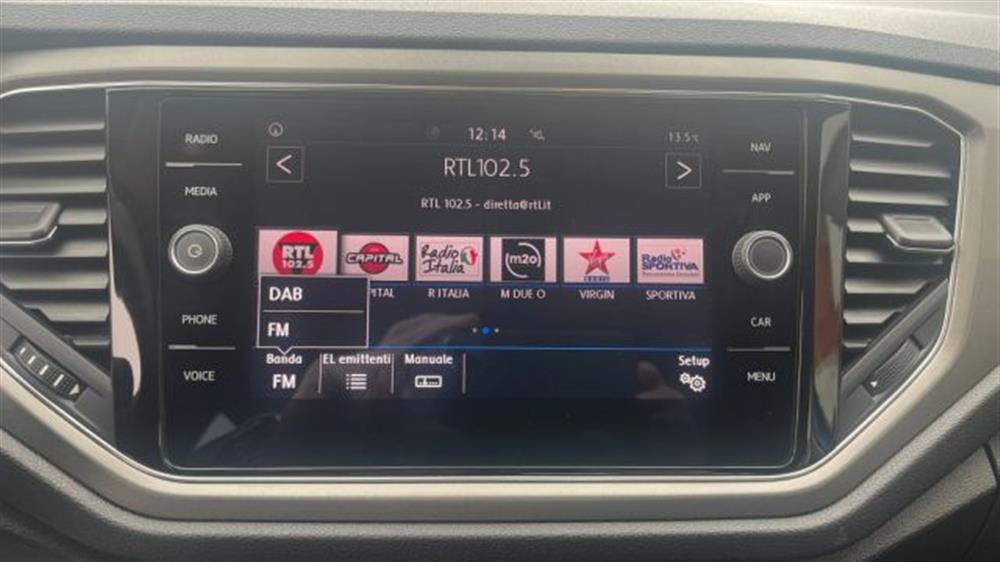 RADIO
MEDIA
PHONE
VOICE
12:14
13.5°C
<
RTL102.5
>
RTL 102.5 - diretta@rtl.it
RTL
102.5
CAPITAL
Radio
Italia
m2o
RADIO
Radio
SPORTIVA
PITAL
R ITALIA
M DUE O
VIRGIN
SPORTIVA
DAB
FM
Banda
FM
EL emittenti
Manuale
Setup
NAV
APP
CAR
MENU